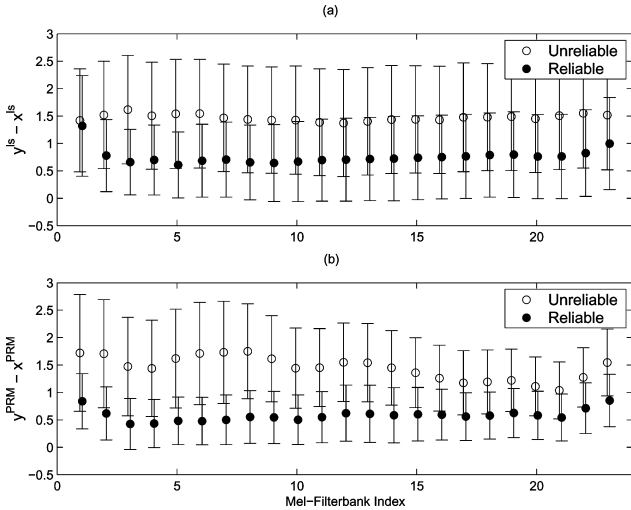 (a)
3
2.5
2
1.5
1
0.5
0
−0.5
y^ls − x^ls
Unreliable
Reliable
0 5 10 15 20
(b)
3
2.5
2
1.5
1
0.5
0
−0.5
y^PRM − x^PRM
Unreliable
Reliable
0 5 10 15 20
Mel−Filterbank Index